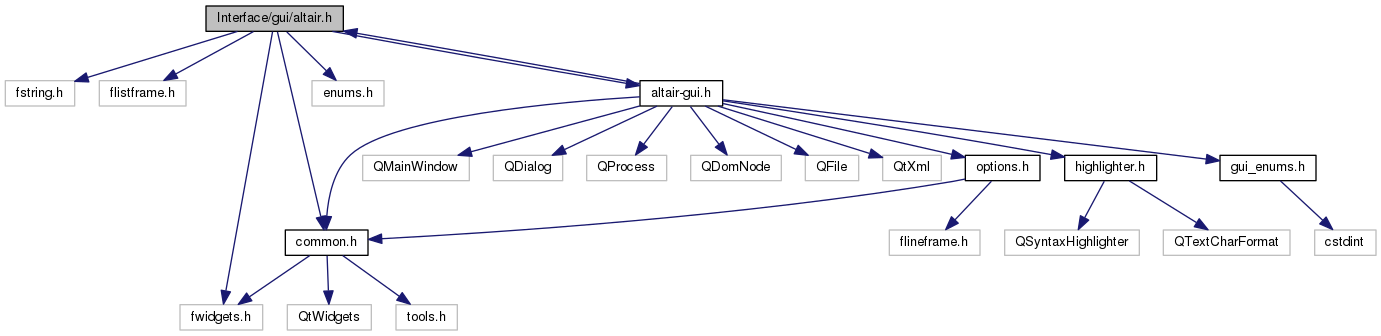 Interface/gui/altair.h
fstring.h
flistframe.h
enums.h
altair-gui.h
QMainWindow
QDialog
QProcess
QDomNode
QFile
QtXml
options.h
highlighter.h
gui_enums.h
common.h
flineframe.h
QSyntaxHighlighter
QTextCharFormat
cstdint
fwidgets.h
QtWidgets
tools.h